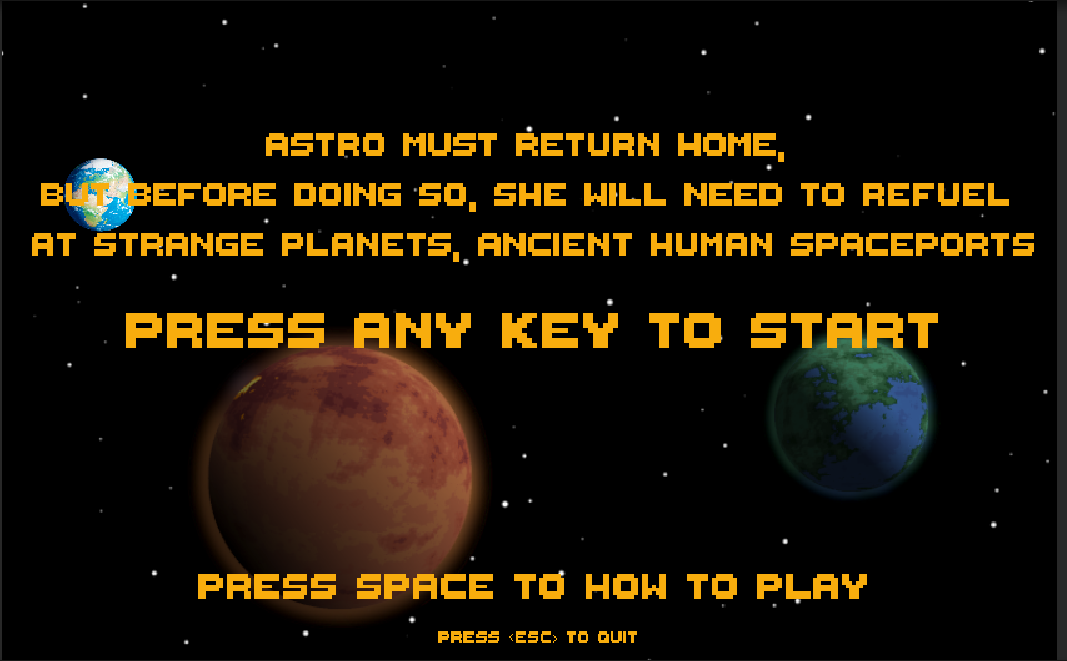 ASTRO MUST RETURN HOME,
BUT BEFORE DOING SO, SHE WILL NEED TO REFUEL
AT STRANGE PLANETS, ANCIENT HUMAN SPACEPORTS
PRESS ANY KEY TO START
PRESS SPACE TO HOW TO PLAY
PRESS <ESC> TO QUIT